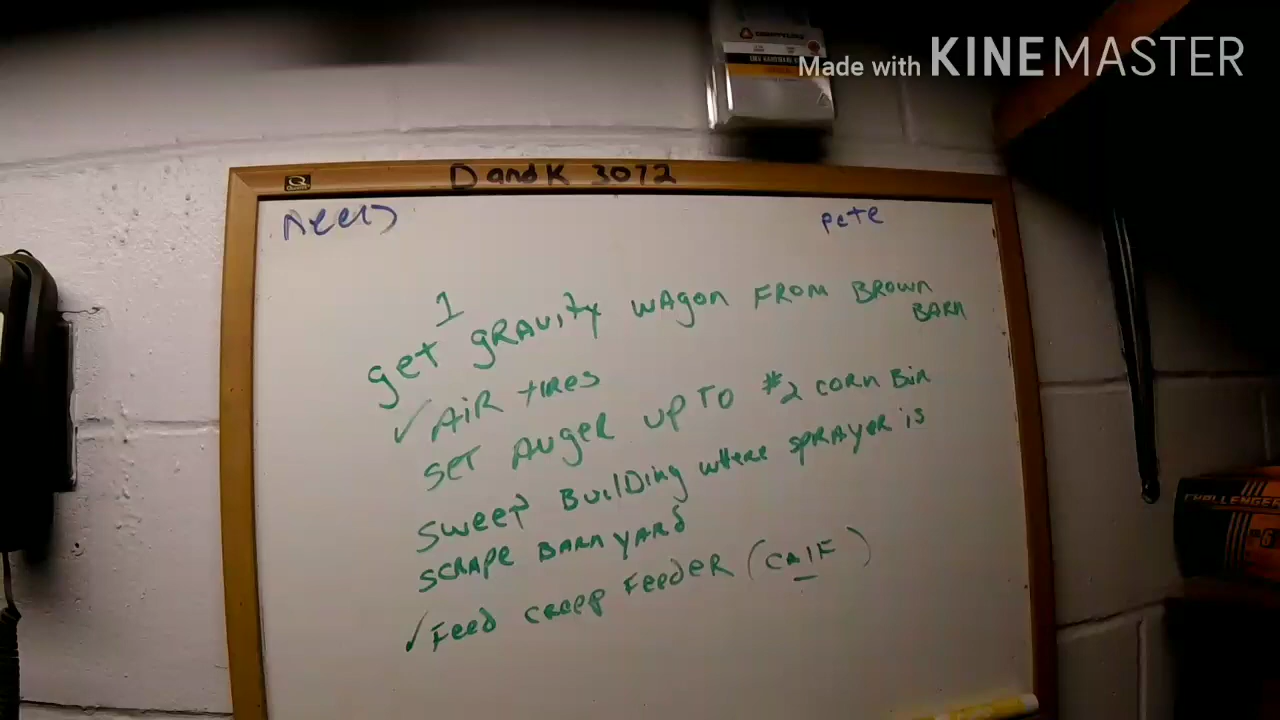 Made with KINEMASTER
D and K 3072
Needs
pete
1
get gravity wagon from Brown
Barn
✓ Air tires
set auger up to #2 corn Bin
sweep Building where sprayer is
scrape Barn yard
✓ Feed creep feeder (calf)
CHALLENGER